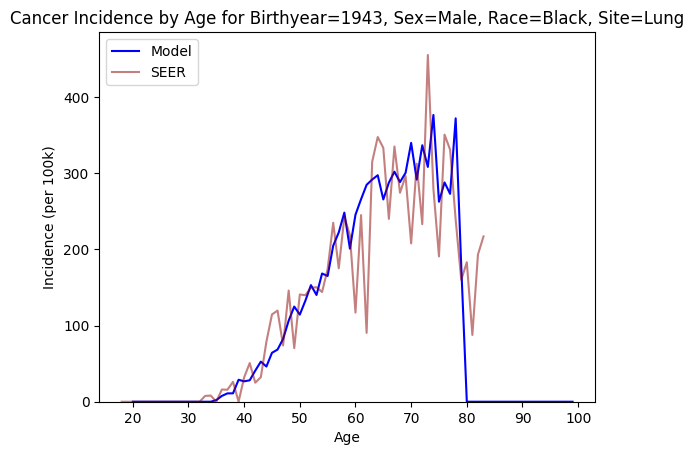 Cancer Incidence by Age for Birthyear=1943, Sex=Male, Race=Black, Site=Lung
Model
SEER
400
300
200
100
0
Incidence (per 100k)
20 30 40 50 60 70 80 90 100
Age